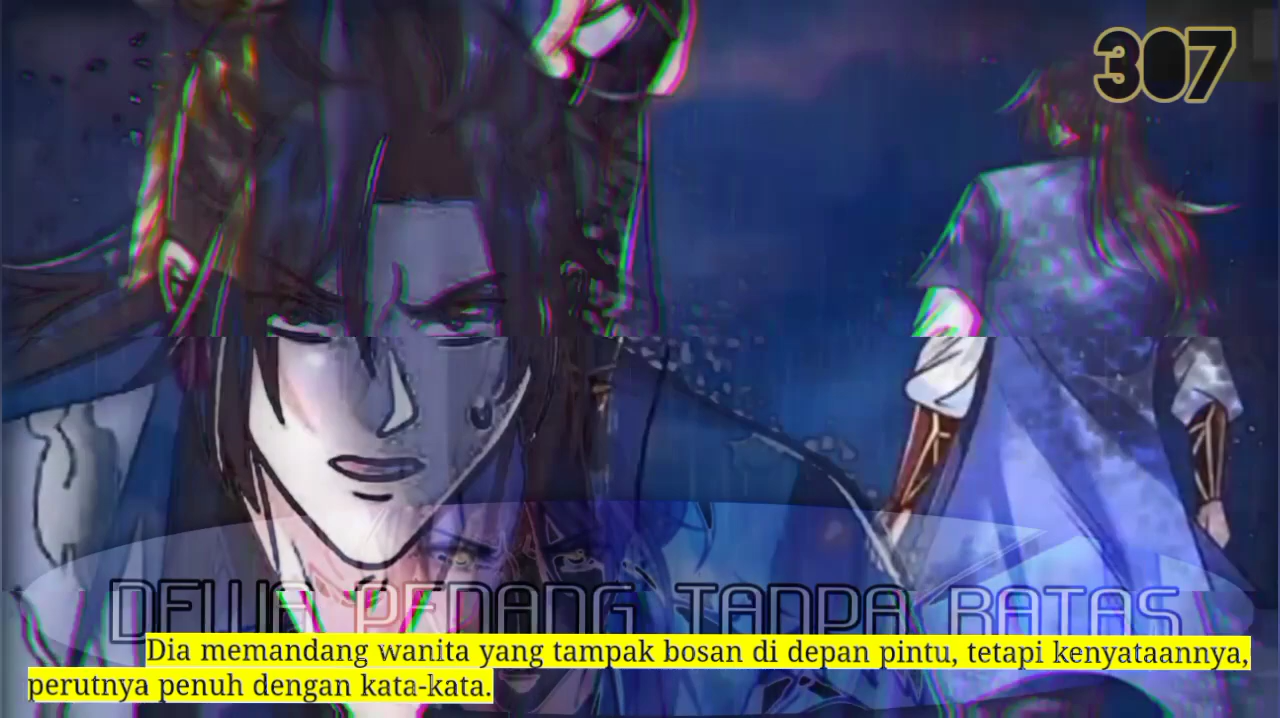 307
DEWA PEDANG TANPA BATAS
Dia memandang wanita yang tampak bosan di depan pintu, tetapi kenyataannya,
perutnya penuh dengan kata-kata.